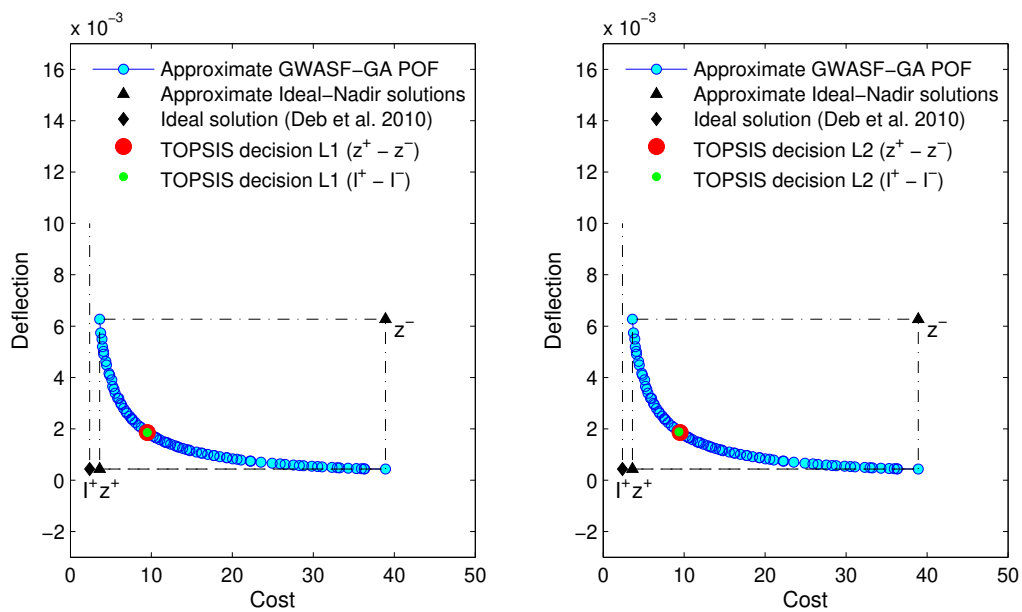 x 10⁻³
16
14
12
10
8
6
4
2
0
−2
Deflection
0
10
20
30
40
50
Cost
Approximate GWASF−GA POF
Approximate Ideal−Nadir solutions
Ideal solution (Deb et al. 2010)
TOPSIS decision L1 (z⁺ − z⁻)
TOPSIS decision L1 (I⁺ − I⁻)
z⁻
I⁺ z⁺
x 10⁻³
16
14
12
10
8
6
4
2
0
−2
Deflection
0
10
20
30
40
50
Cost
Approximate GWASF−GA POF
Approximate Ideal−Nadir solutions
Ideal solution (Deb et al. 2010)
TOPSIS decision L2 (z⁺ − z⁻)
TOPSIS decision L2 (I⁺ − I⁻)
z⁻
I⁺ z⁺